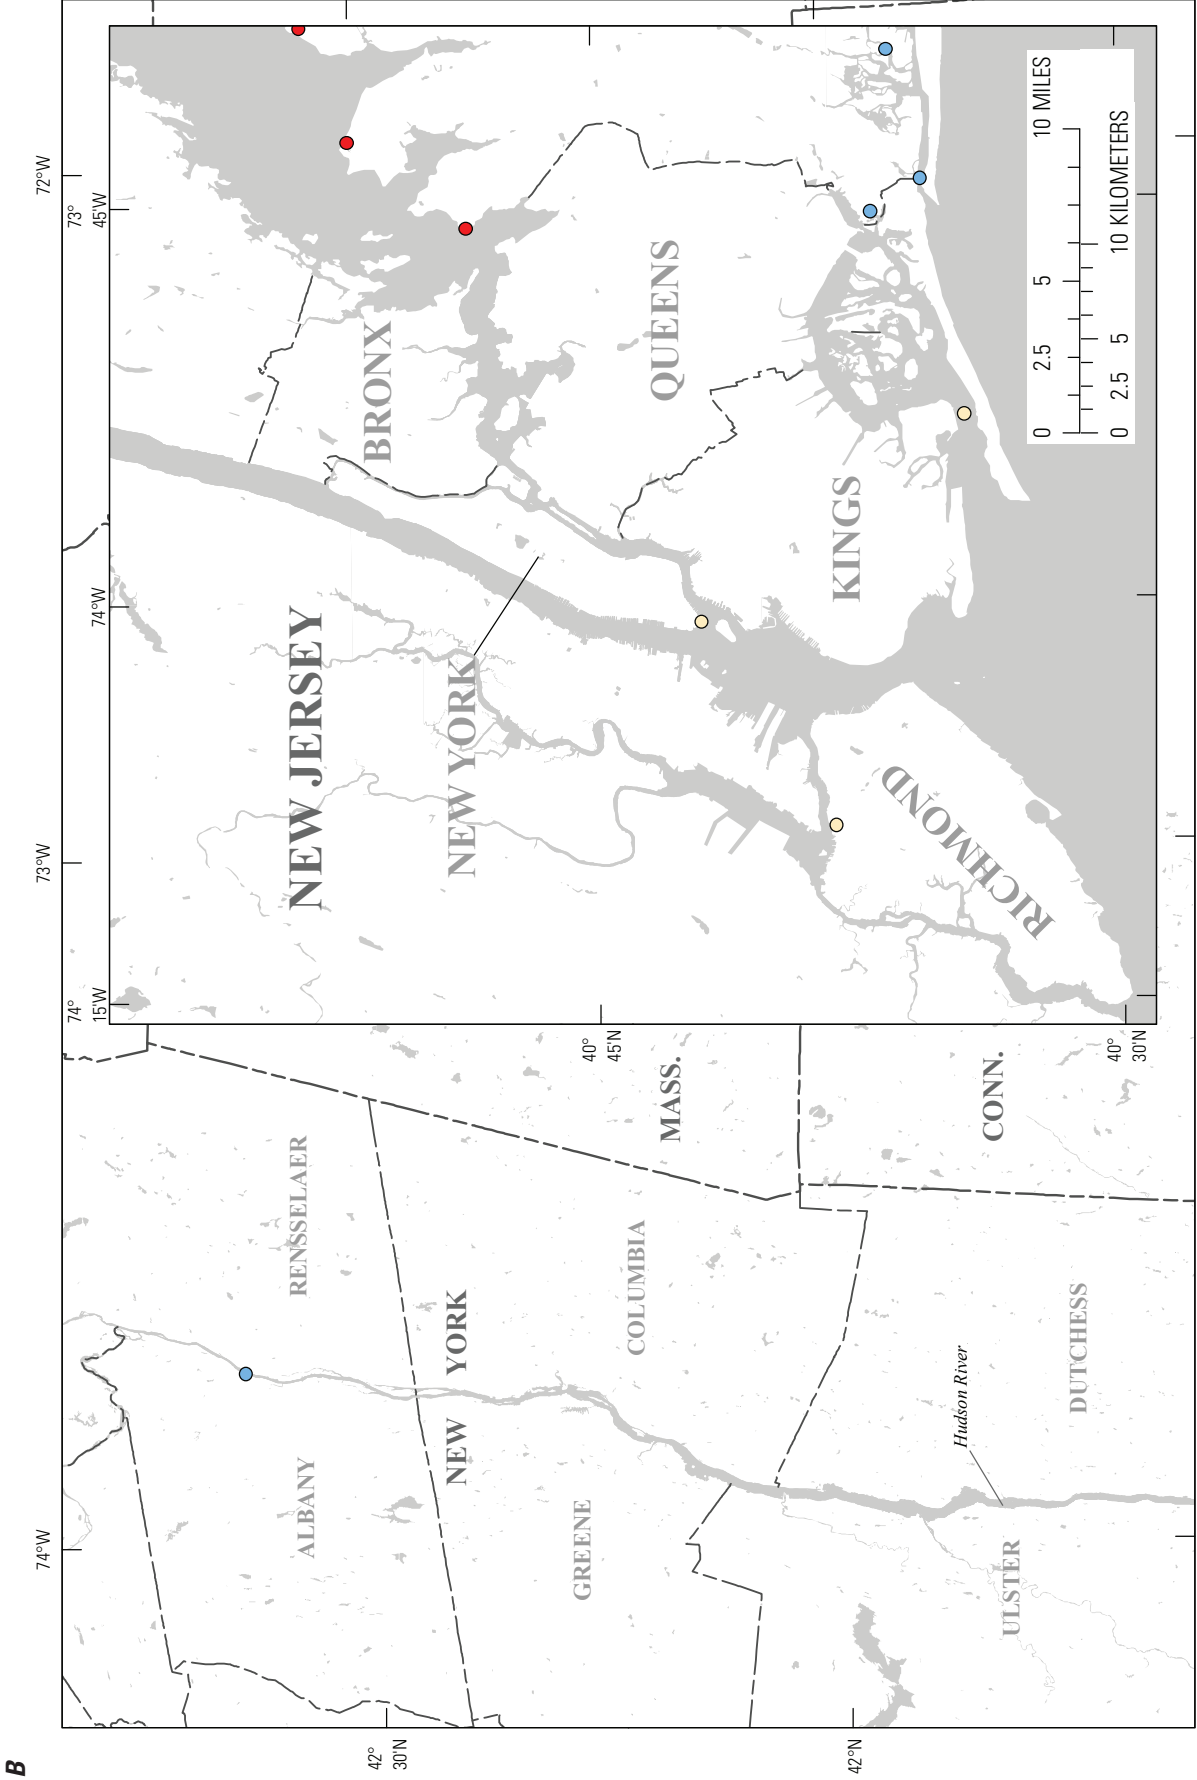 B
74°W
73°W
72°W
42°
30'N
42°N
ALBANY
RENSSELAER
NEW YORK
GREENE
COLUMBIA
MASS.
CONN.
ULSTER
Hudson River
DUTCHESS
74°
15'W
74°W
73°
45'W
40°
45'N
40°
30'N
NEW JERSEY
NEW YORK
BRONX
QUEENS
KINGS
RICHMOND
0 2.5 5 10 MILES
0 2.5 5 10 KILOMETERS